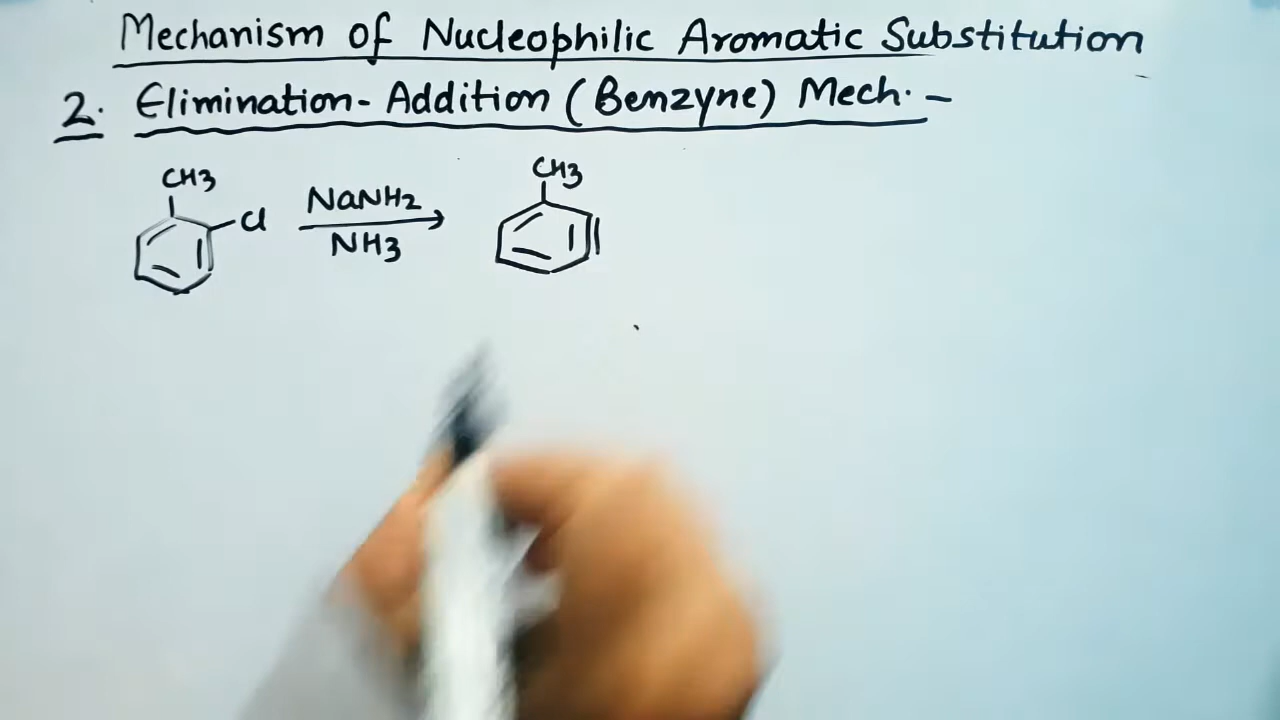 Mechanism of Nucleophilic Aromatic Substitution
2. Elimination-Addition (Benzyne) Mech. -
CH3
Cl
NaNH2
NH3
CH3